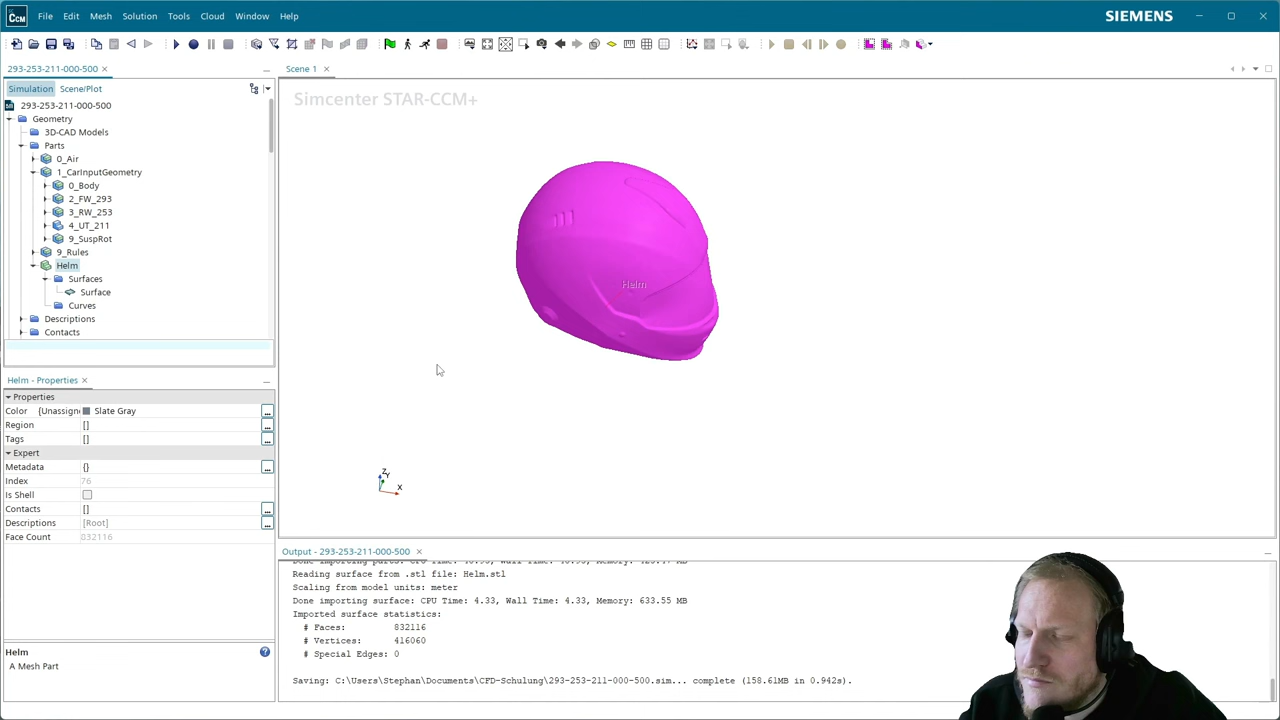 CCM File Edit Mesh Solution Tools Cloud Window Help SIEMENS
293-253-211-000-500
Scene 1
Simulation Scene/Plot
Simcenter STAR-CCM+
293-253-211-000-500
Geometry
3D-CAD Models
Parts
0_Air
1_CarInputGeometry
0_Body
2_FW_293
3_RW_253
4_UT_211
9_SuspRot
9_Rules
Helm
Surfaces
Surface
Curves
Descriptions
Contacts
Helm
Z
Y
X
Helm - Properties
Properties
Color {Unassign Slate Gray
Region []
Tags []
Expert
Metadata {}
Index 76
Is Shell
Contacts []
Descriptions [Root]
Face Count 832116
Helm
A Mesh Part
Output - 293-253-211-000-500
Reading surface from .stl file: Helm.stl
Scaling from model units: meter
Done importing surface: CPU Time: 4.33, Wall Time: 4.33, Memory: 633.55 MB
Imported surface statistics:
# Faces: 832116
# Vertices: 416060
# Special Edges: 0
Saving: C:\Users\Stephan\Documents\CFD-Schulung\293-253-211-000-500.sim... complete (158.61MB in 0.942s).